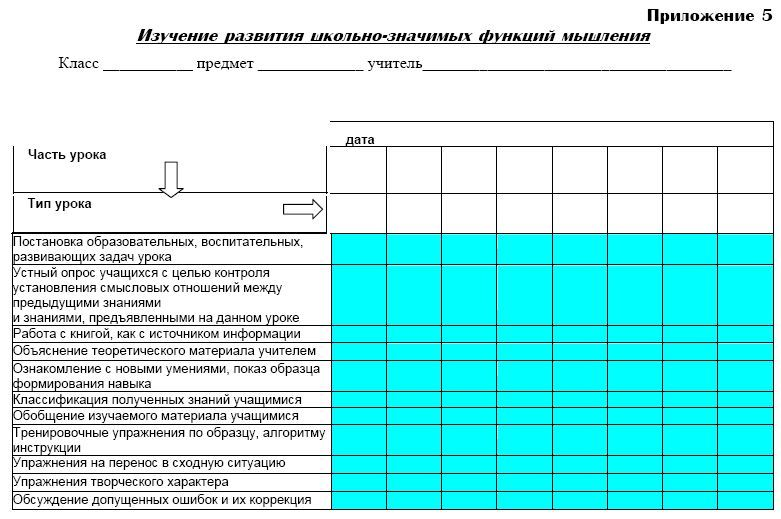 Приложение 5
Изучение развития школьно-значимых функций мышления
Класс ____________ предмет ______________ учитель_________________________________________
дата
Часть урока
Тип урока
Постановка образовательных, воспитательных,
развивающих задач урока
Устный опрос учащихся с целью контроля
установления смысловых отношений между
предыдущими знаниями
и знаниями, предъявленными на данном уроке
Работа с книгой, как с источником информации
Объяснение теоретического материала учителем
Ознакомление с новыми умениями, показ образца
формирования навыка
Классификация полученных знаний учащимися
Обобщение изучаемого материала учащимися
Тренировочные упражнения по образцу, алгоритму
инструкции
Упражнения на перенос в сходную ситуацию
Упражнения творческого характера
Обсуждение допущенных ошибок и их коррекция